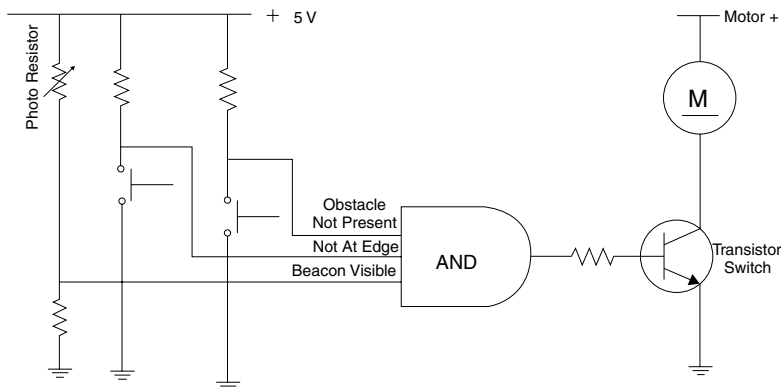 + 5 V
Motor +
Photo Resistor
M
Obstacle
Not Present
Not At Edge
Beacon Visible
AND
Transistor
Switch